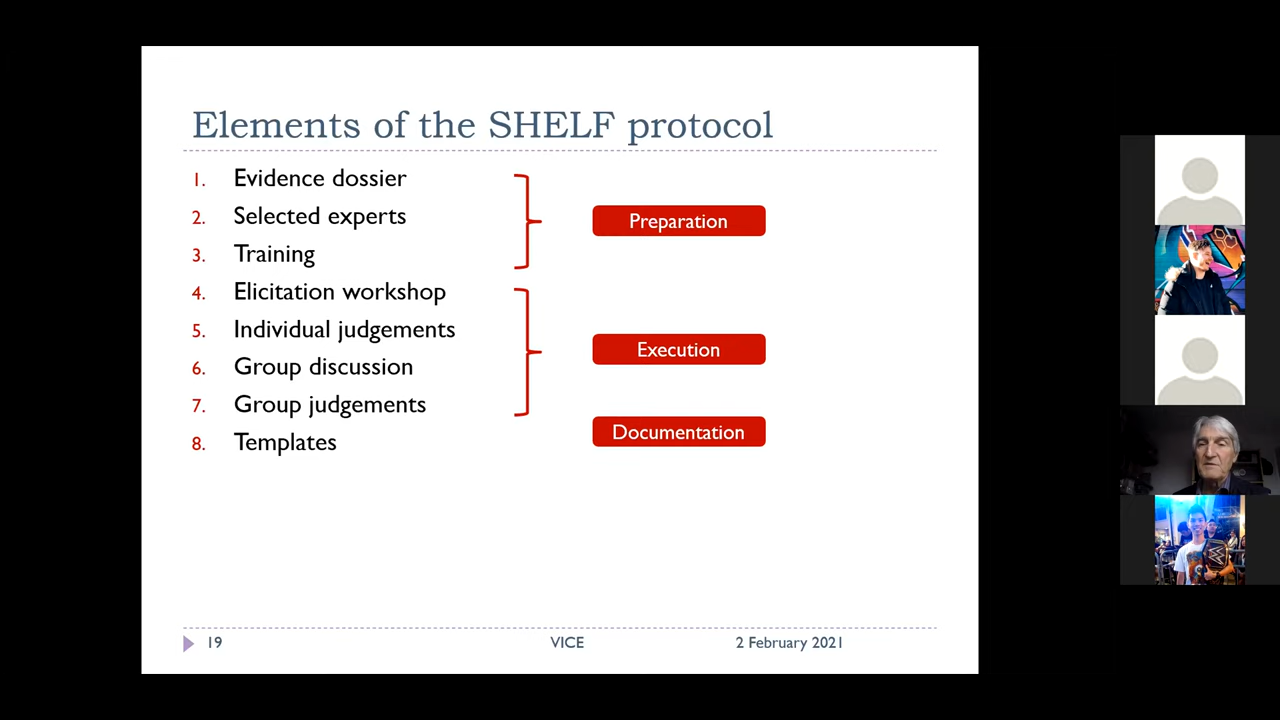 Elements of the SHELF protocol
1. Evidence dossier
2. Selected experts
3. Training
Preparation
4. Elicitation workshop
5. Individual judgements
6. Group discussion
7. Group judgements
Execution
8. Templates
Documentation
19 VICE 2 February 2021